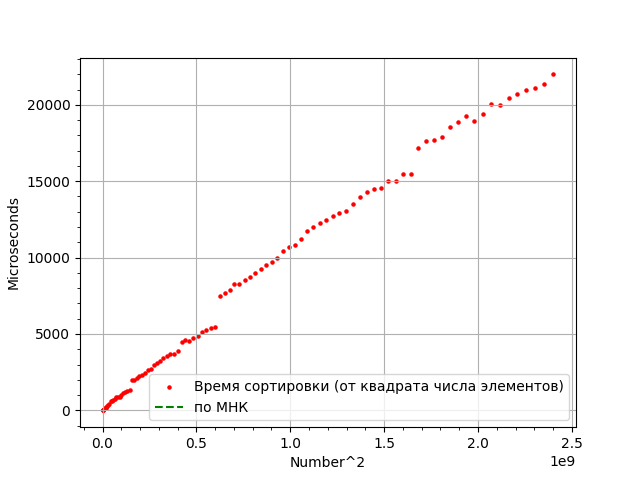 20000
15000
10000
5000
0
Microseconds
Время сортировки (от квадрата числа элементов)
по МНК
0.0 0.5 1.0 1.5 2.0 2.5
1e9
Number^2